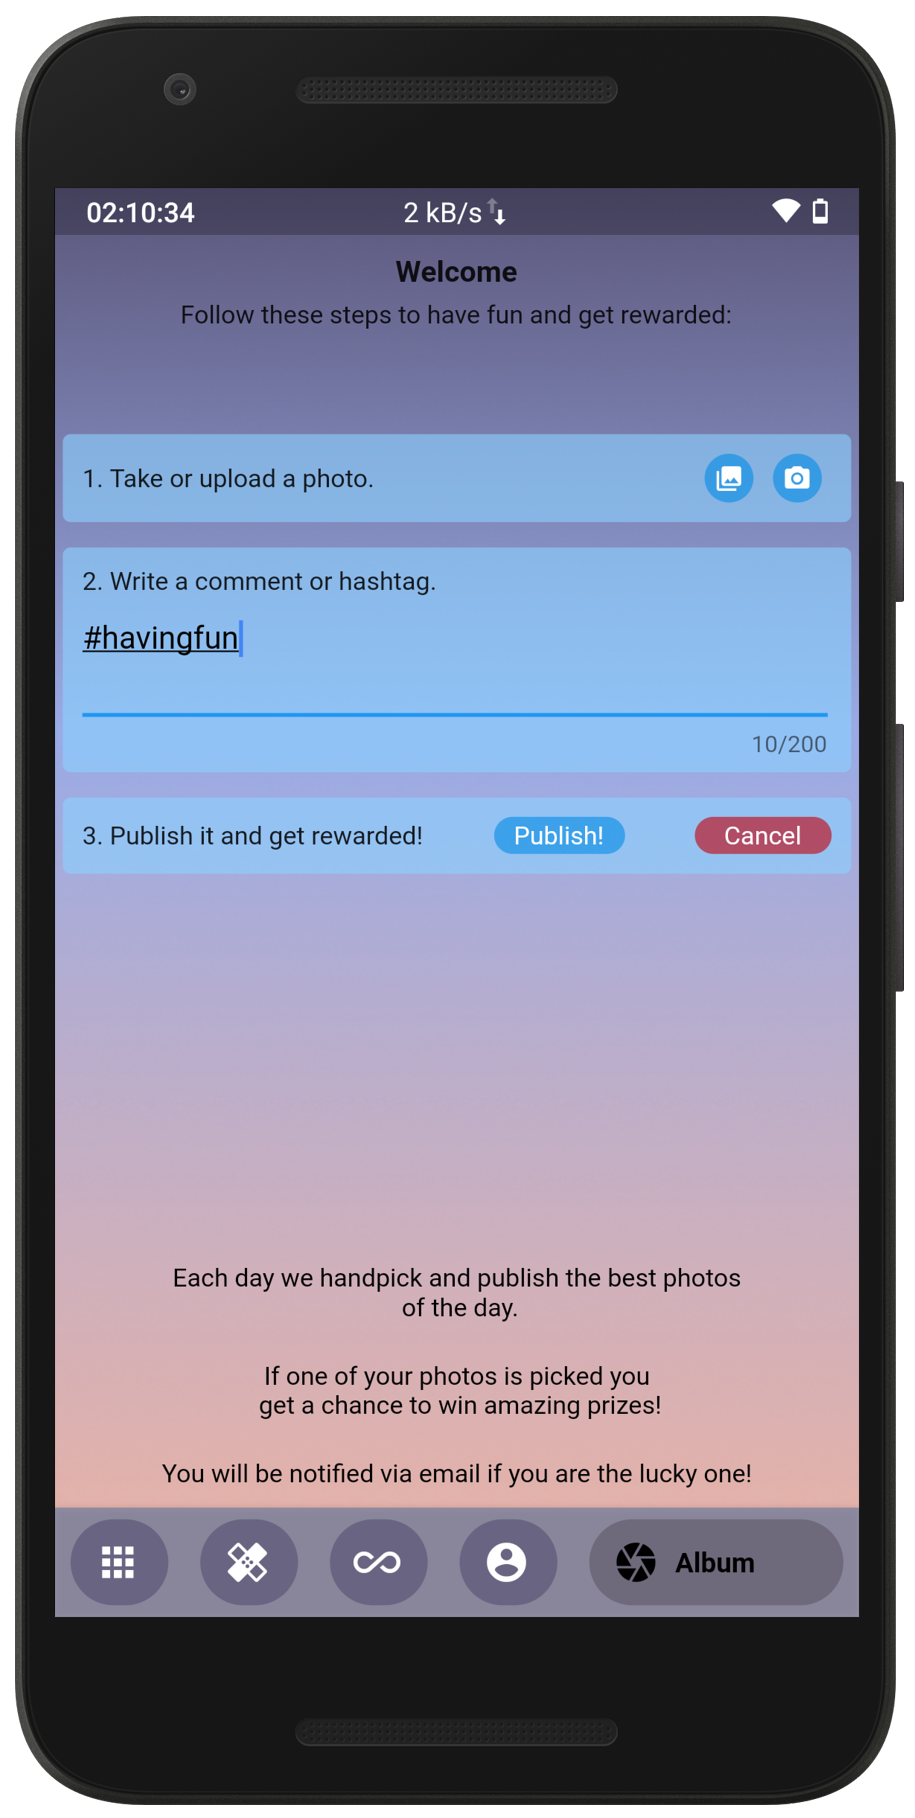 02:10:34 2 kB/s
Welcome
Follow these steps to have fun and get rewarded:
1. Take or upload a photo.
2. Write a comment or hashtag.
#havingfun
10/200
3. Publish it and get rewarded! Publish! Cancel
Each day we handpick and publish the best photos
of the day.
If one of your photos is picked you
get a chance to win amazing prizes!
You will be notified via email if you are the lucky one!
Album